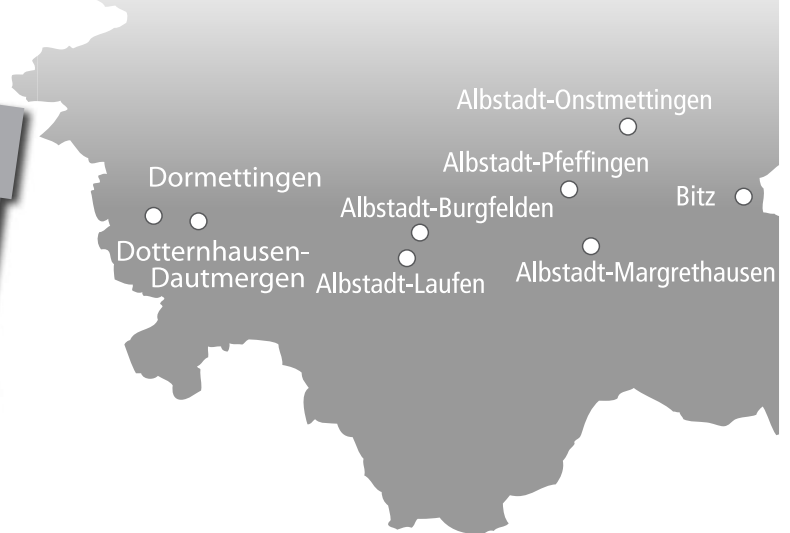 Albstadt-Onstmettingen
Albstadt-Pfeffingen
Dormettingen
Bitz
Albstadt-Burgfelden
Dotternhausen-
Dautmergen
Albstadt-Margrethausen
Albstadt-Laufen